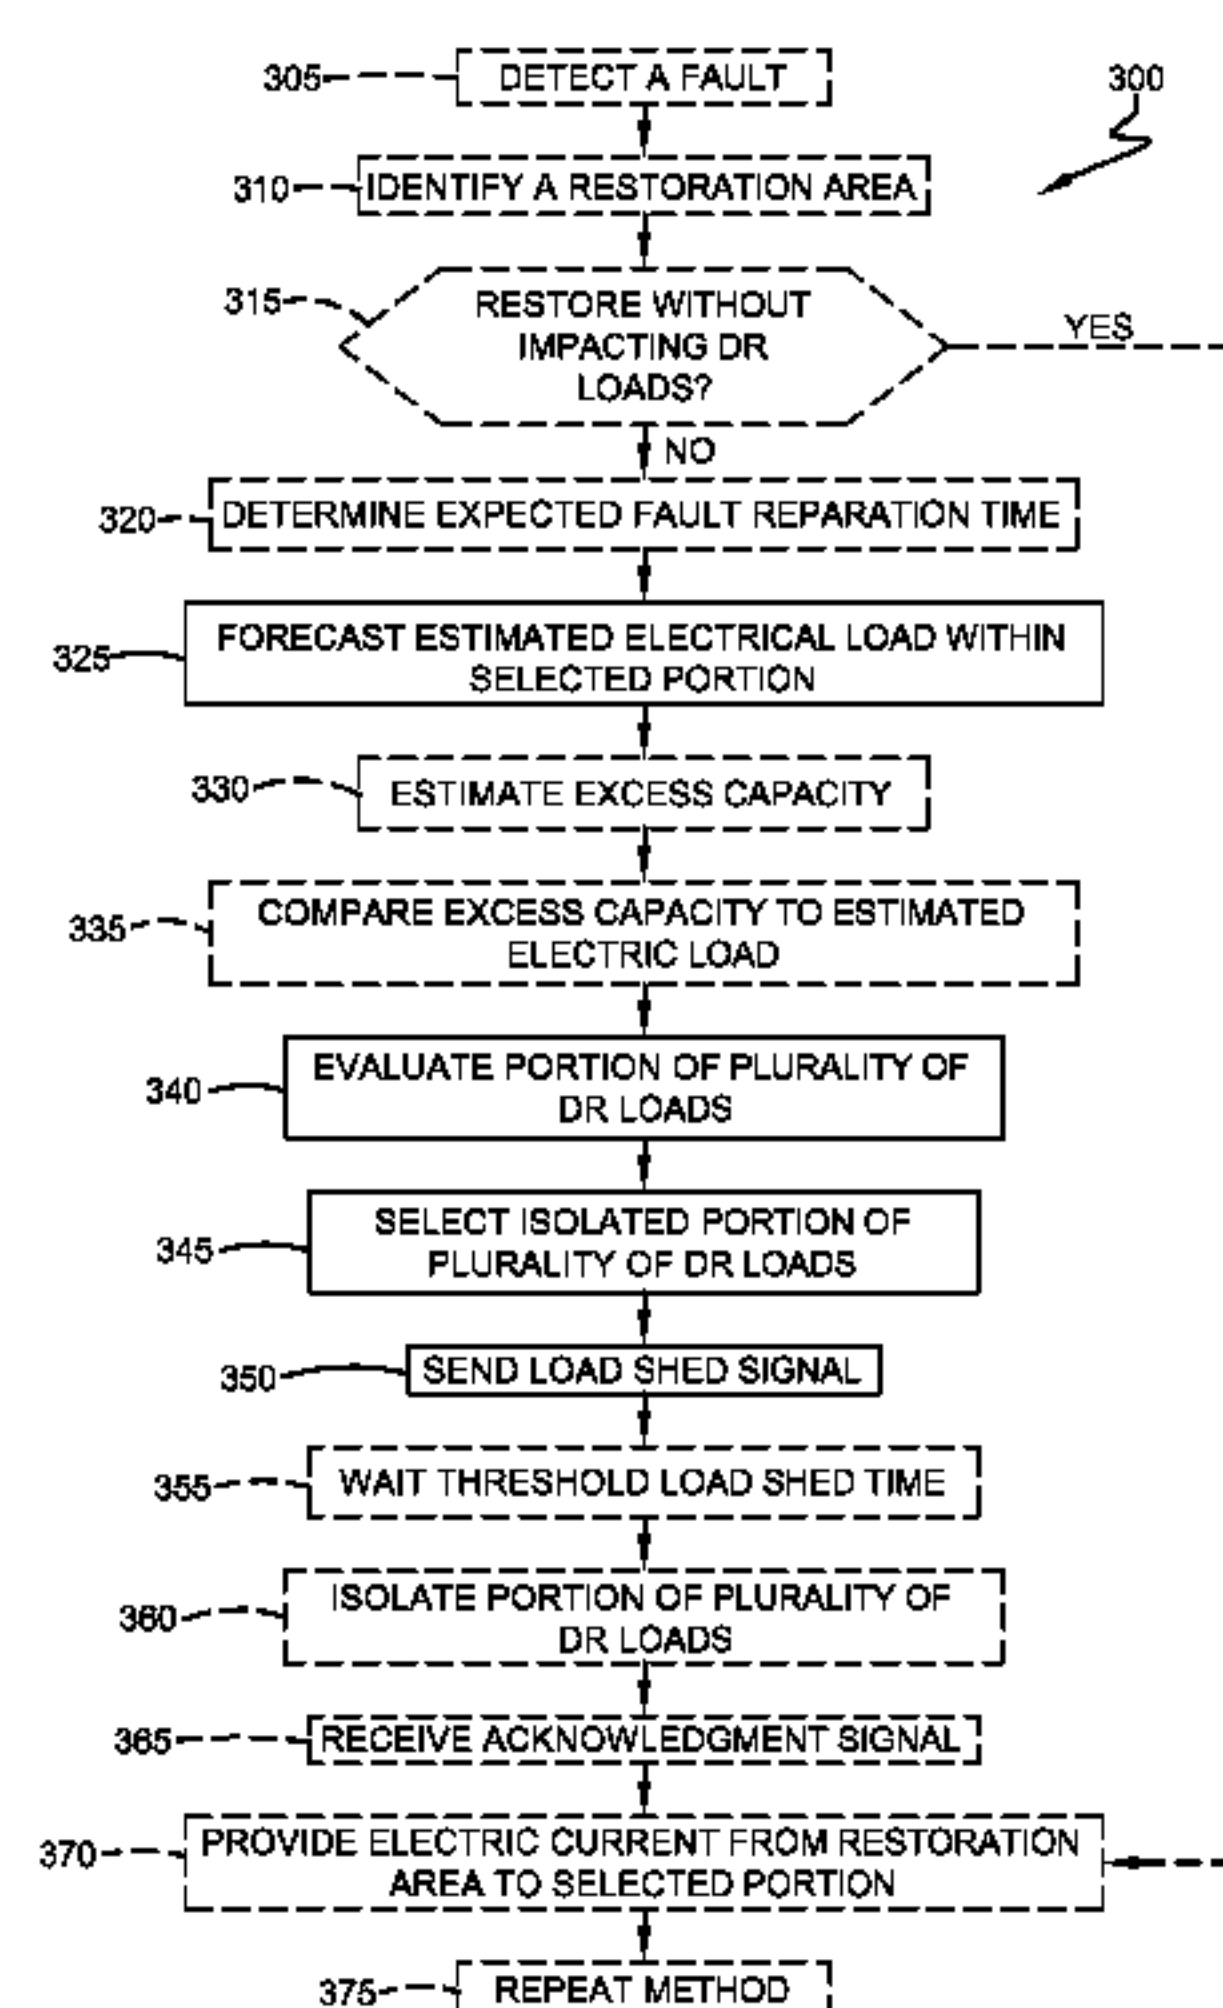 305
DETECT A FAULT
300
310
IDENTIFY A RESTORATION AREA
315
RESTORE WITHOUT
IMPACTING DR
LOADS?
YES
NO
320
DETERMINE EXPECTED FAULT REPARATION TIME
325
FORECAST ESTIMATED ELECTRICAL LOAD WITHIN
SELECTED PORTION
330
ESTIMATE EXCESS CAPACITY
335
COMPARE EXCESS CAPACITY TO ESTIMATED
ELECTRIC LOAD
340
EVALUATE PORTION OF PLURALITY OF
DR LOADS
345
SELECT ISOLATED PORTION OF
PLURALITY OF DR LOADS
350
SEND LOAD SHED SIGNAL
355
WAIT THRESHOLD LOAD SHED TIME
360
ISOLATE PORTION OF PLURALITY OF
DR LOADS
365
RECEIVE ACKNOWLEDGMENT SIGNAL
370
PROVIDE ELECTRIC CURRENT FROM RESTORATION
AREA TO SELECTED PORTION
375
REPEAT METHOD